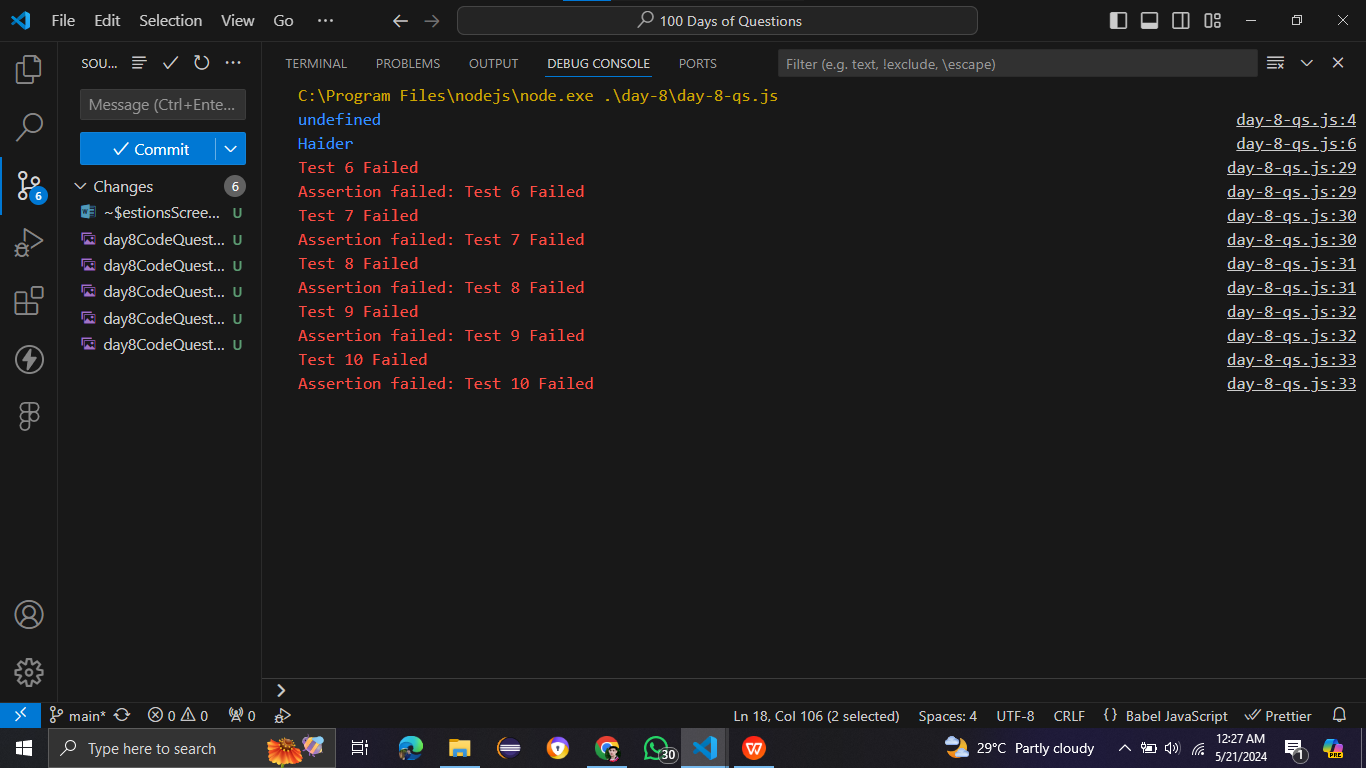 File Edit Selection View Go ···
100 Days of Questions
SOU...
Message (Ctrl+Ente...
Commit
Changes 6
~$estionsScree... U
day8CodeQuest... U
day8CodeQuest... U
day8CodeQuest... U
day8CodeQuest... U
day8CodeQuest... U
6
TERMINAL PROBLEMS OUTPUT DEBUG CONSOLE PORTS
Filter (e.g. text, !exclude, \escape)
C:\Program Files\nodejs\node.exe .\day-8\day-8-qs.js
undefined day-8-qs.js:4
Haider day-8-qs.js:6
Test 6 Failed day-8-qs.js:29
Assertion failed: Test 6 Failed day-8-qs.js:29
Test 7 Failed day-8-qs.js:30
Assertion failed: Test 7 Failed day-8-qs.js:30
Test 8 Failed day-8-qs.js:31
Assertion failed: Test 8 Failed day-8-qs.js:31
Test 9 Failed day-8-qs.js:32
Assertion failed: Test 9 Failed day-8-qs.js:32
Test 10 Failed day-8-qs.js:33
Assertion failed: Test 10 Failed day-8-qs.js:33
main* 0 0 0 Ln 18, Col 106 (2 selected) Spaces: 4 UTF-8 CRLF {} Babel JavaScript Prettier
Type here to search
30
29°C Partly cloudy
12:27 AM
5/21/2024
1
PRE